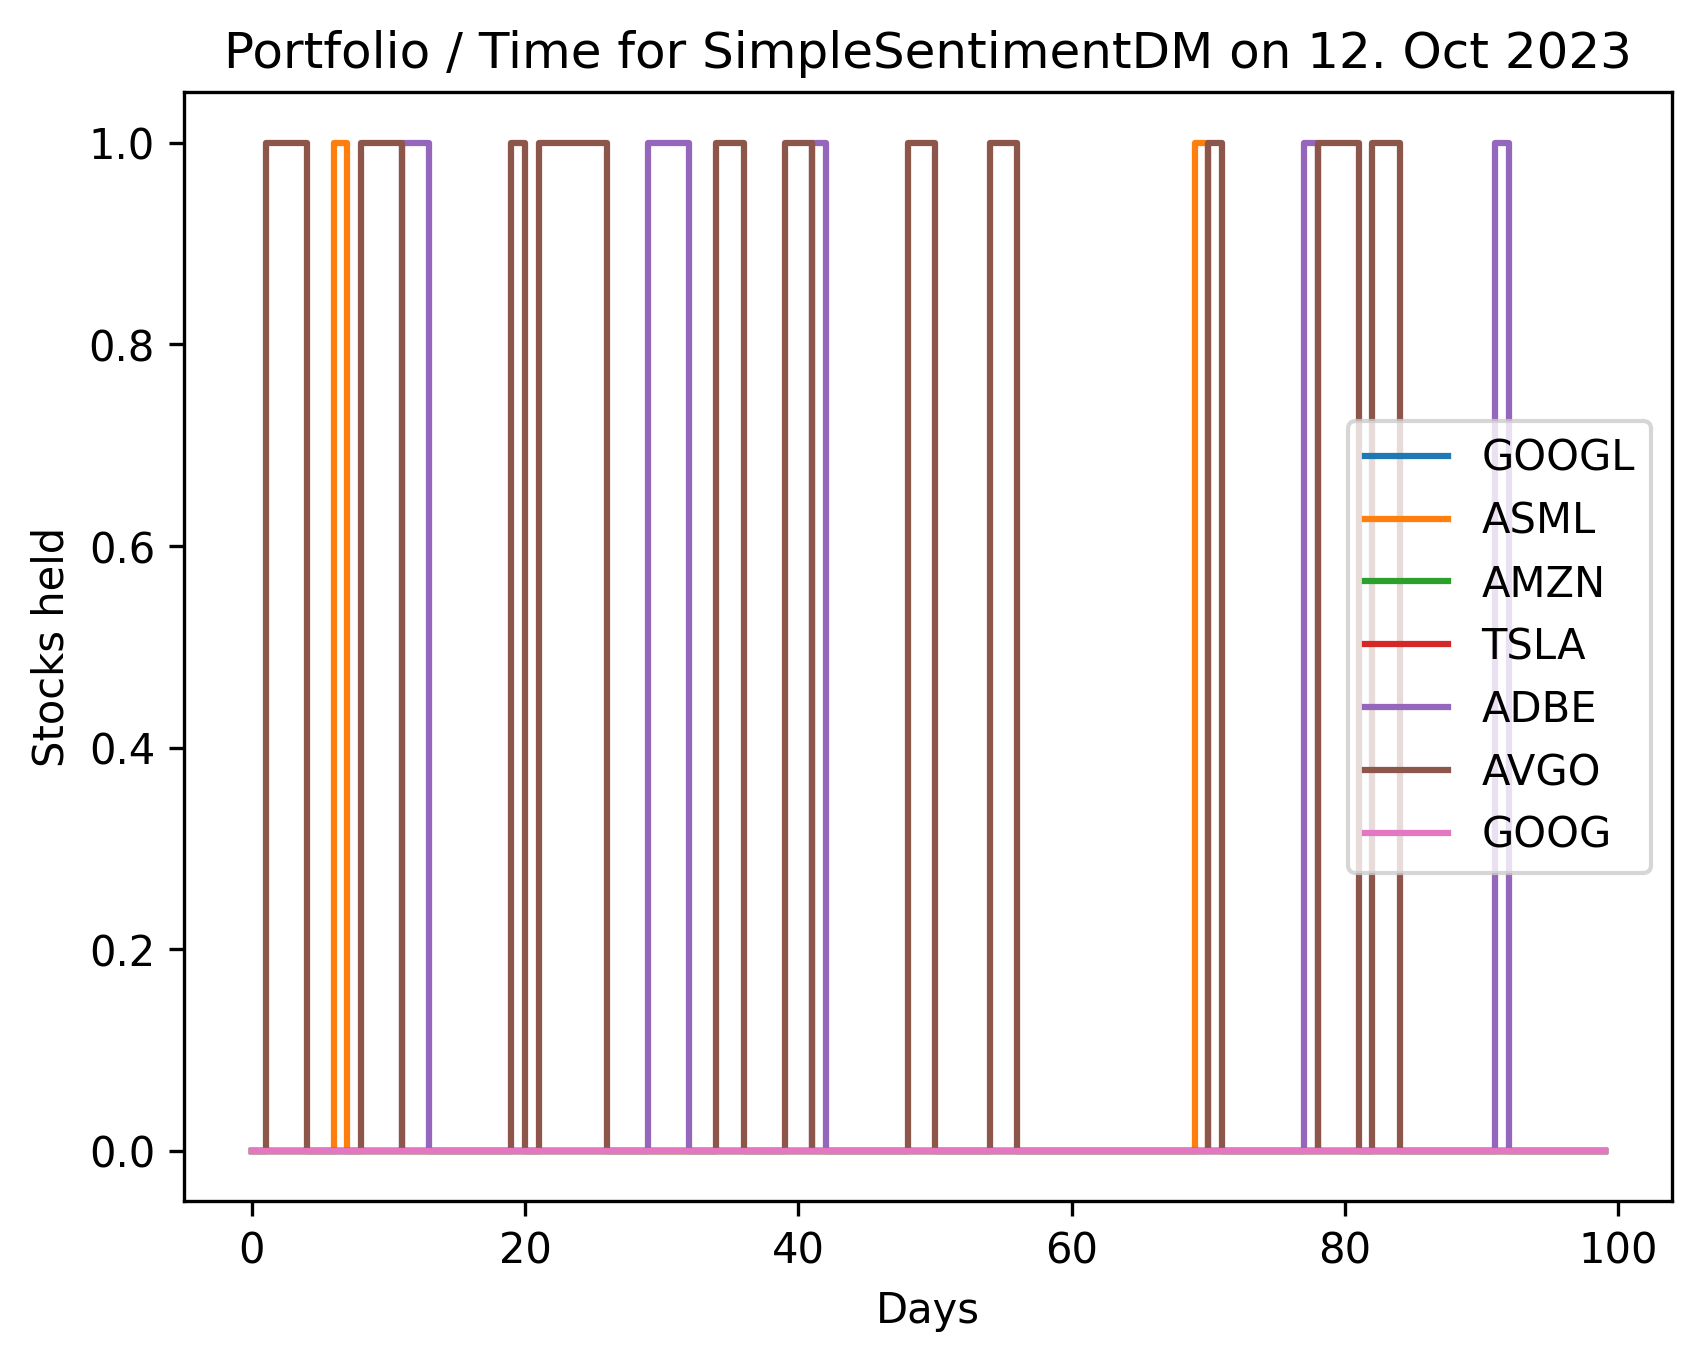 Portfolio / Time for SimpleSentimentDM on 12. Oct 2023
1.0
0.8
0.6
0.4
0.2
0.0
Stocks held
GOOGL
ASML
AMZN
TSLA
ADBE
AVGO
GOOG
0 20 40 60 80 100
Days